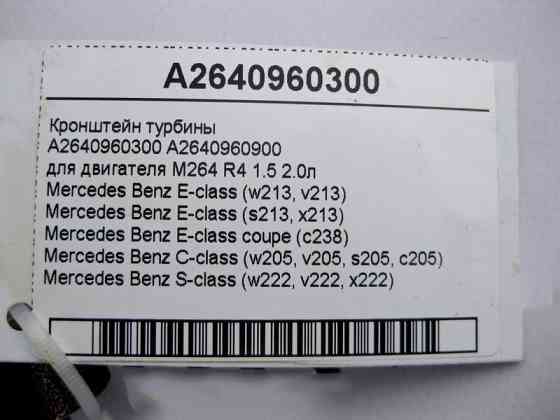 A2640960300
Кронштейн турбины
A2640960300 A2640960900
для двигателя M264 R4 1.5 2.0л
Mercedes Benz E-class (w213, v213)
Mercedes Benz E-class (s213, x213)
Mercedes Benz E-class coupe (c238)
Mercedes Benz C-class (w205, v205, s205, c205)
Mercedes Benz S-class (w222, v222, x222)